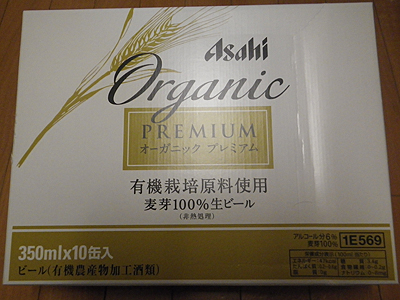 Asahi
Organic
PREMIUM
オーガニック プレミアム
有機栽培原料使用
麦芽100%生ビール
(非熱処理)
アルコール分6%
麦芽100%
1E569
350ml×10缶入
ビール(有機農産物加工酒類)